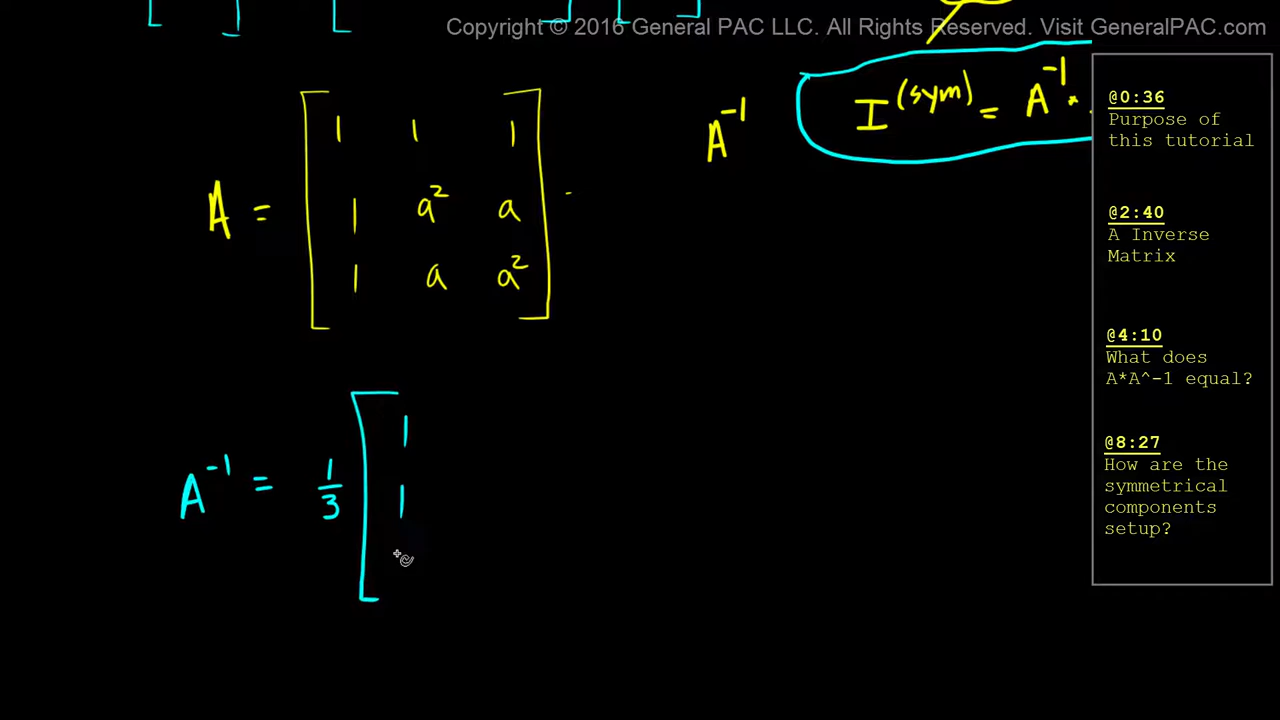 Copyright © 2016 General PAC LLC. All Rights Reserved. Visit GeneralPAC.com
I^(sym) = A^-1 .
A^-1
A = [ 1 1 1
1 a² a
1 a a² ]
A^-1 = 1/3 [ 1
1
@0:36
Purpose of
this tutorial
@2:40
A Inverse
Matrix
@4:10
What does
A*A^-1 equal?
@8:27
How are the
symmetrical
components
setup?